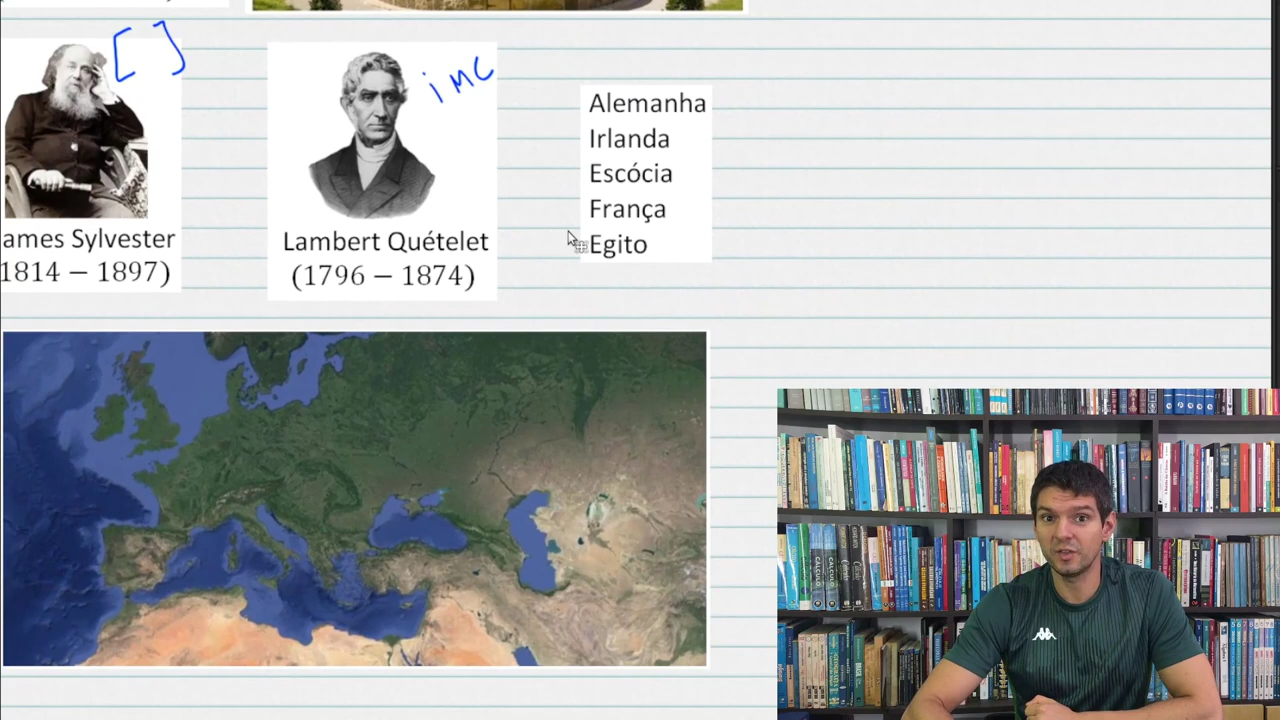 [ ]
imc
ames Sylvester
1814 – 1897)
Lambert Quételet
(1796 – 1874)
Alemanha
Irlanda
Escócia
França
Egito